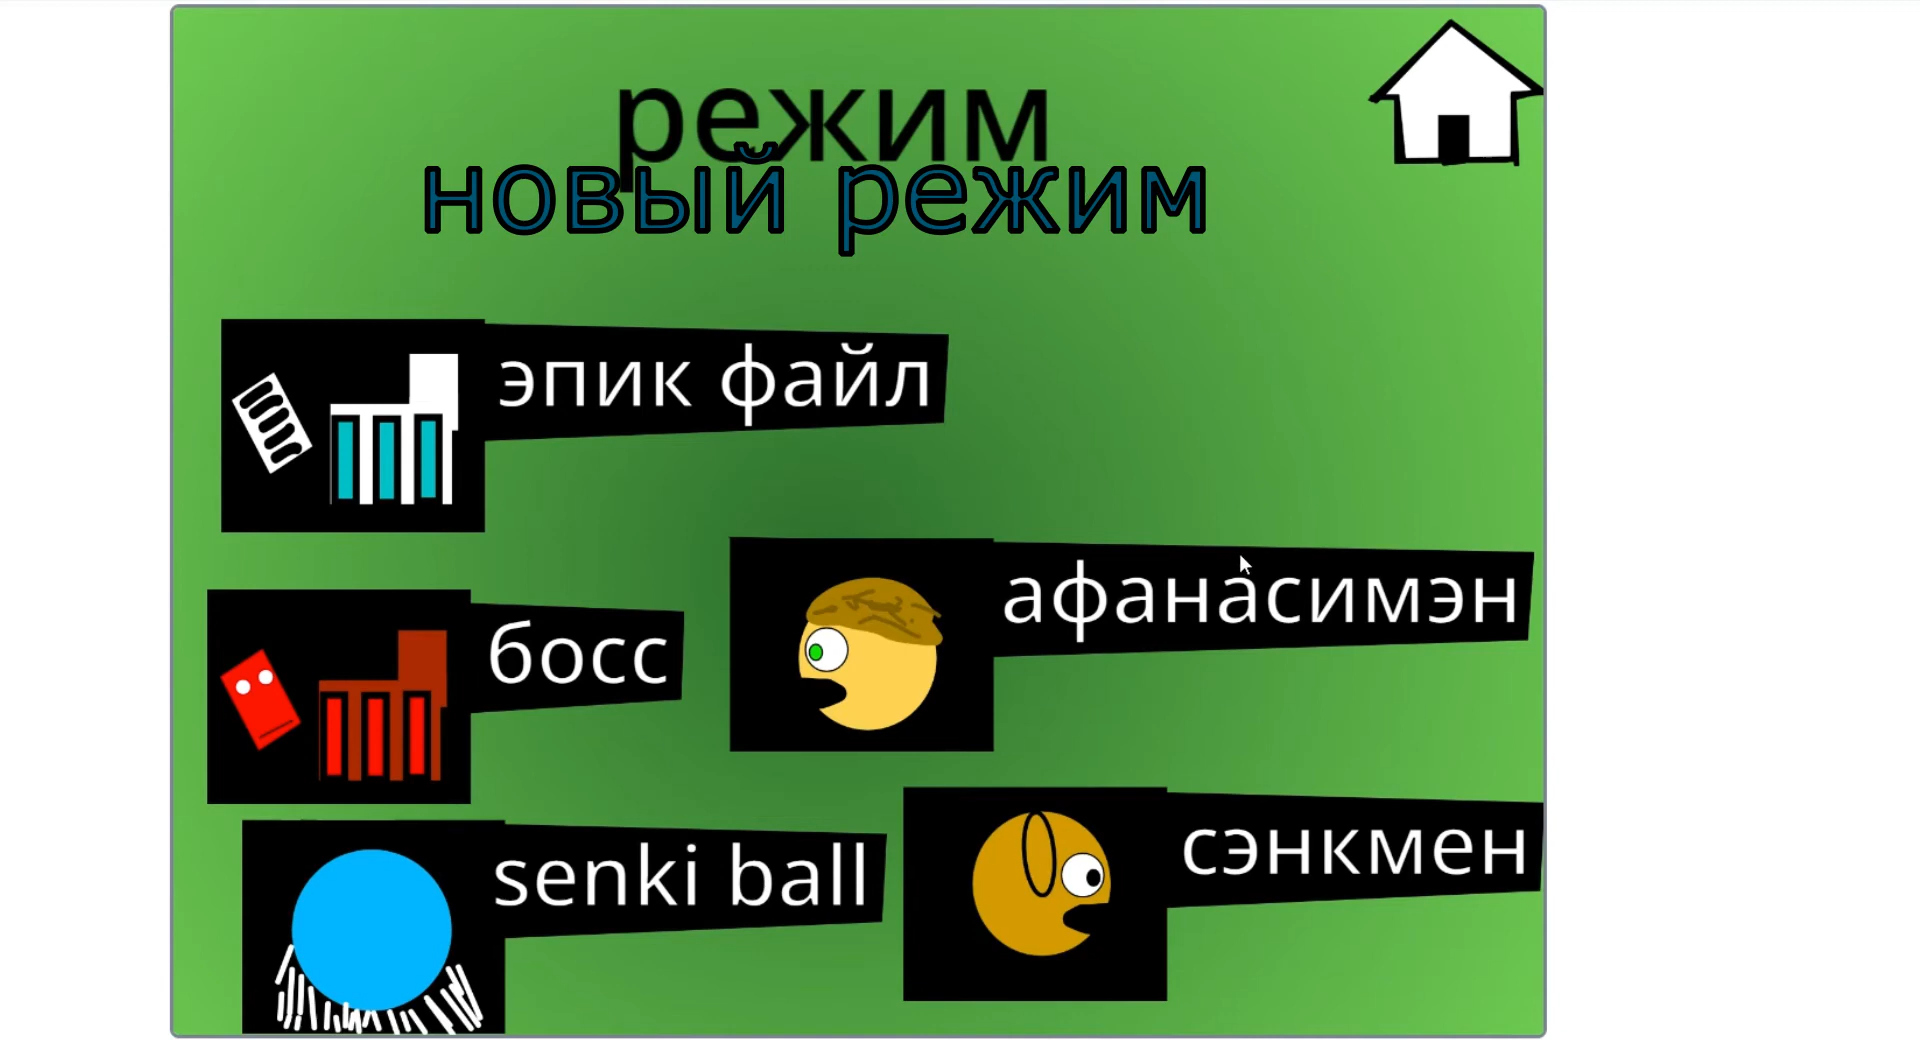 режим
новый режим
эпик файл
афанасимэн
босс
сэнкмен
senki ball